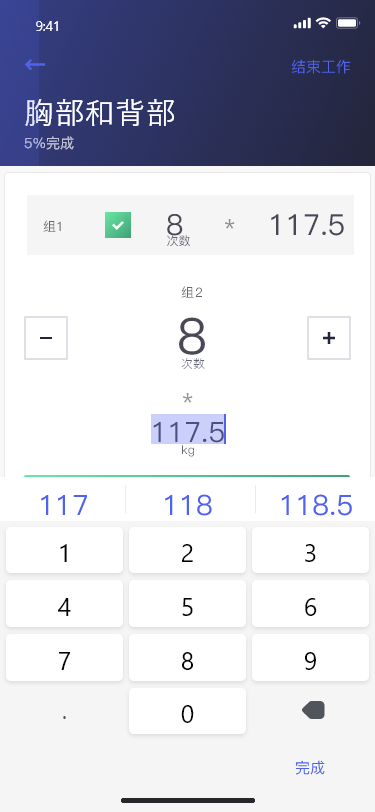 9:41
结束工作
胸部和背部
5%完成
组1 8 * 117.5
次数
组2
− 8 +
次数
*
117.5
kg
117 118 118.5
1 2 3
4 5 6
7 8 9
. 0
完成